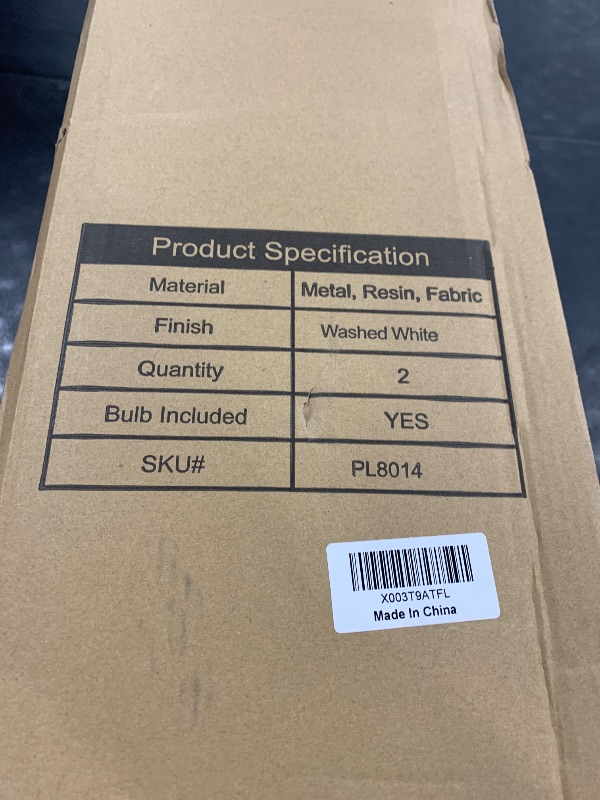 Product Specification
Material Metal, Resin, Fabric
Finish Washed White
Quantity 2
Bulb Included YES
SKU# PL8014
X003T9ATFL
Made In China